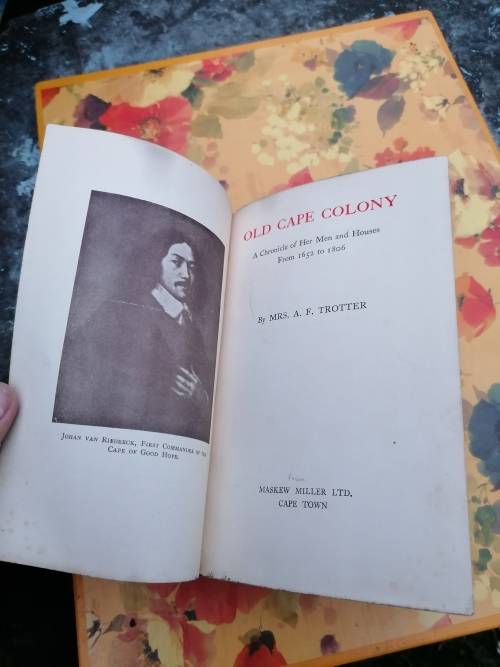 JOHAN VAN RIEBEECK, FIRST COMMANDER OF THE
CAPE OF GOOD HOPE.
OLD CAPE COLONY
A Chronicle of Her Men and Houses
From 1652 to 1806
By MRS. A. F. TROTTER
MASKEW MILLER LTD.
CAPE TOWN